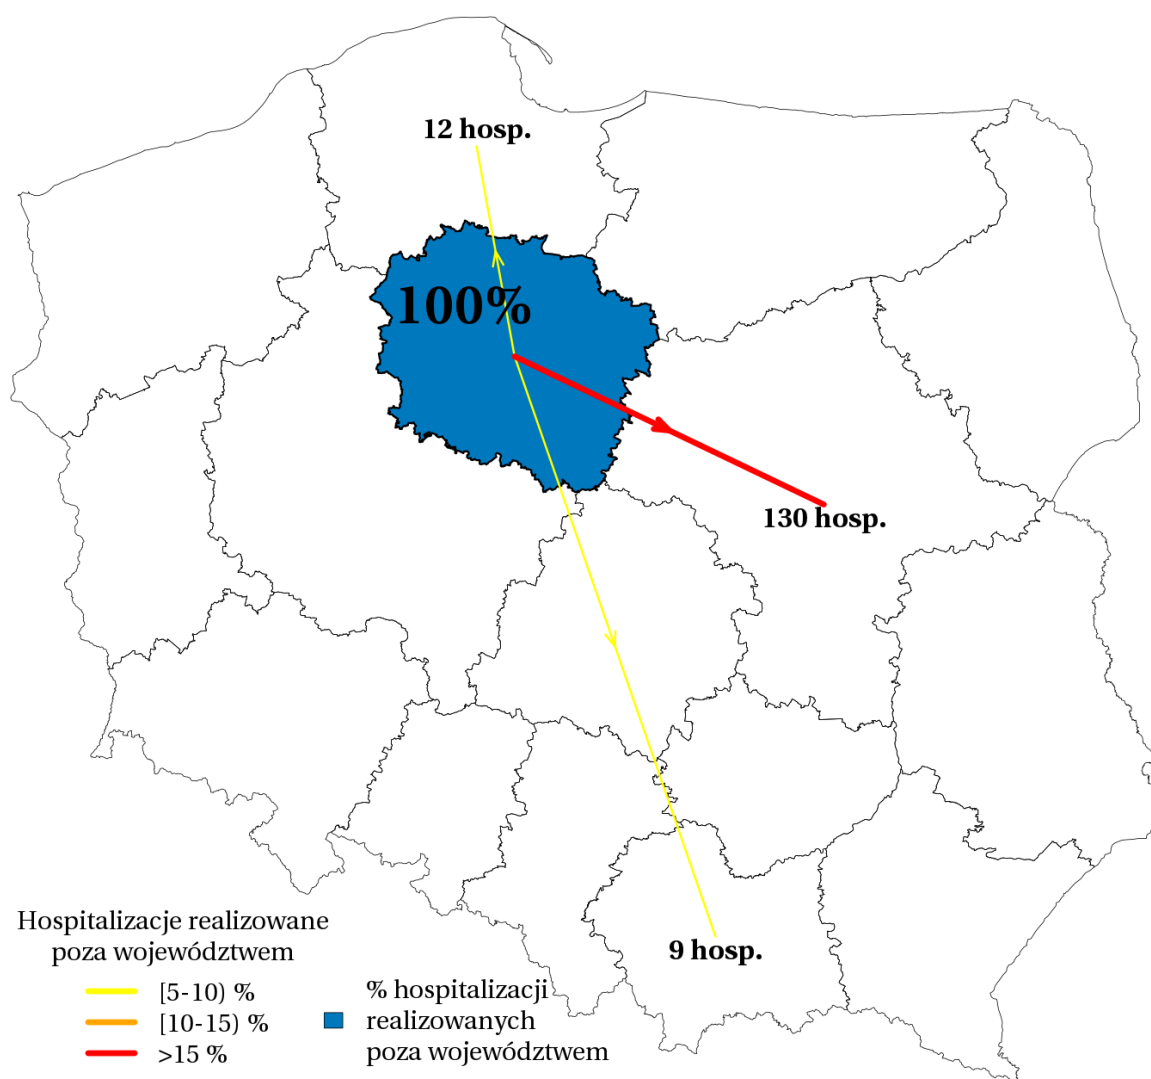 12 hosp.
100%
130 hosp.
9 hosp.
Hospitalizacje realizowane
poza województwem
[5-10) %
[10-15) %
>15 %
% hospitalizacji
realizowanych
poza województwem